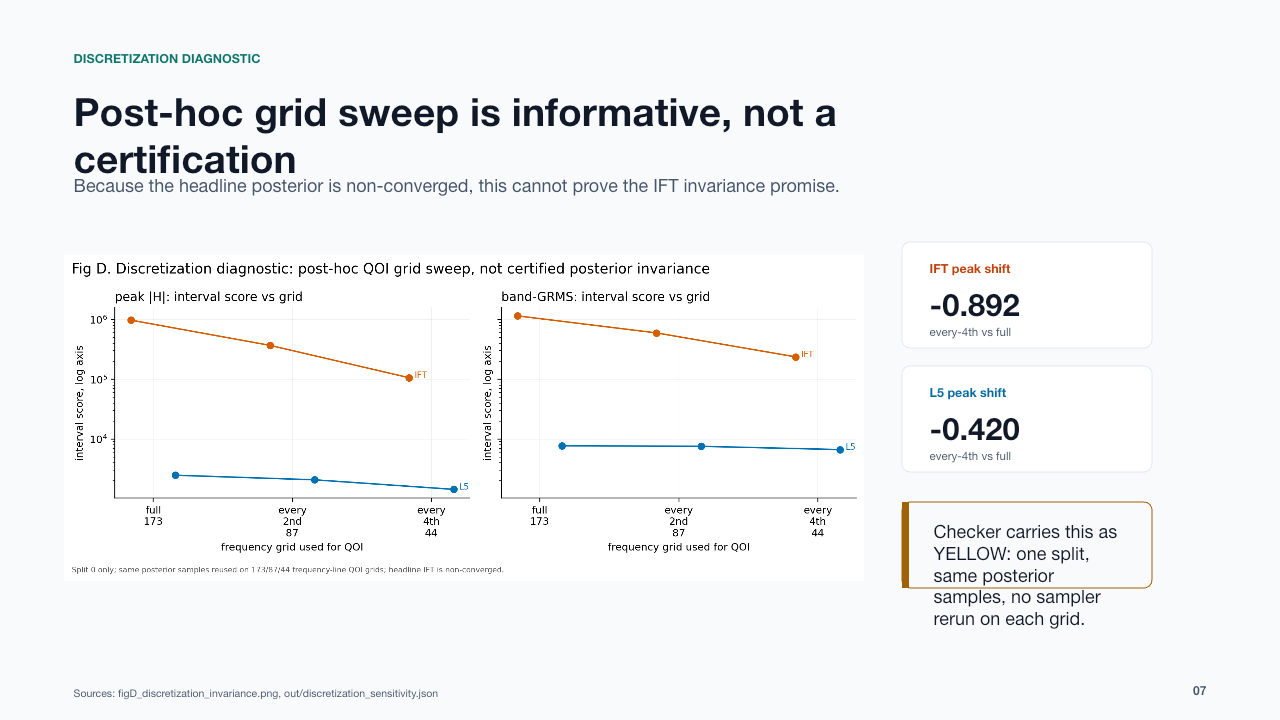 DISCRETIZATION DIAGNOSTIC
Post-hoc grid sweep is informative, not a
certification
Because the headline posterior is non-converged, this cannot prove the IFT invariance promise.
Fig D. Discretization diagnostic: post-hoc QOI grid sweep, not certified posterior invariance
peak |H|: interval score vs grid
interval score, log axis
10⁶
10⁵
10⁴
IFT
L5
full
173
every
2nd
87
every
4th
44
frequency grid used for QOI
band-GRMS: interval score vs grid
interval score, log axis
IFT
L5
full
173
every
2nd
87
every
4th
44
frequency grid used for QOI
Split 0 only; same posterior samples reused on 173/87/44 frequency-line QOI grids; headline IFT is non-converged.
IFT peak shift
-0.892
every-4th vs full
L5 peak shift
-0.420
every-4th vs full
Checker carries this as
YELLOW: one split,
same posterior
samples, no sampler
rerun on each grid.
Sources: figD_discretization_invariance.png, out/discretization_sensitivity.json
07